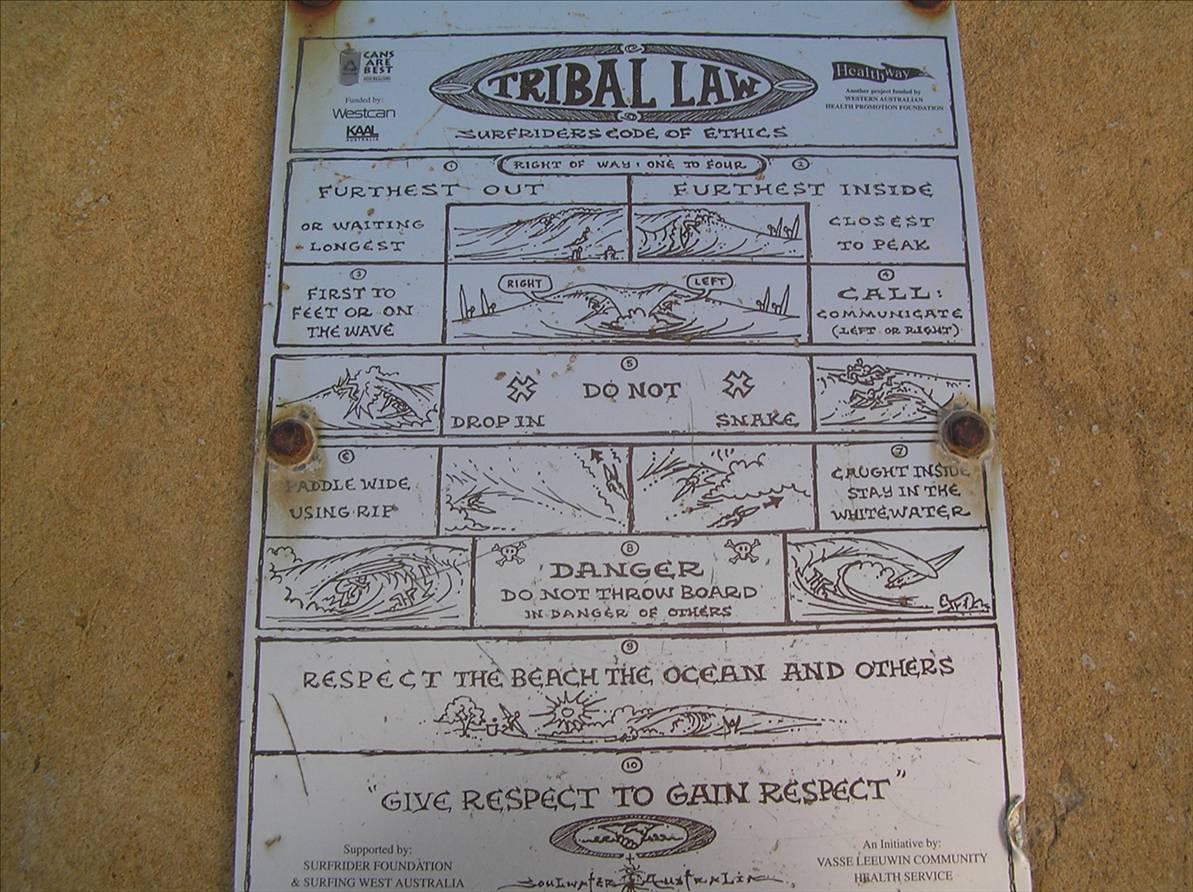 CANS
ARE
BEST
Funded by:
Westcan
KAAL
AUSTRALIA
TRIBAL LAW
SURFRIDERS CODE OF ETHICS
Healthway
Another project funded by
WESTERN AUSTRALIAN
HEALTH PROMOTION FOUNDATION
RIGHT OF WAY: ONE TO FOUR
1
FURTHEST OUT
OR WAITING
LONGEST
2
FURTHEST INSIDE
CLOSEST
TO PEAK
3
FIRST TO
FEET OR ON
THE WAVE
RIGHT
LEFT
4
CALL:
COMMUNICATE
(LEFT OR RIGHT)
5
DO NOT
DROP IN
SNAKE
6
PADDLE WIDE
USING RIP
7
CAUGHT INSIDE
STAY IN THE
WHITEWATER
8
DANGER
DO NOT THROW BOARD
IN DANGER OF OTHERS
9
RESPECT THE BEACH THE OCEAN AND OTHERS
10
"GIVE RESPECT TO GAIN RESPECT"
Supported by:
SURFRIDER FOUNDATION
& SURFING WEST AUSTRALIA
SOULWATER AUSTRALIA
An Initiative by:
VASSE LEEUWIN COMMUNITY
HEALTH SERVICE